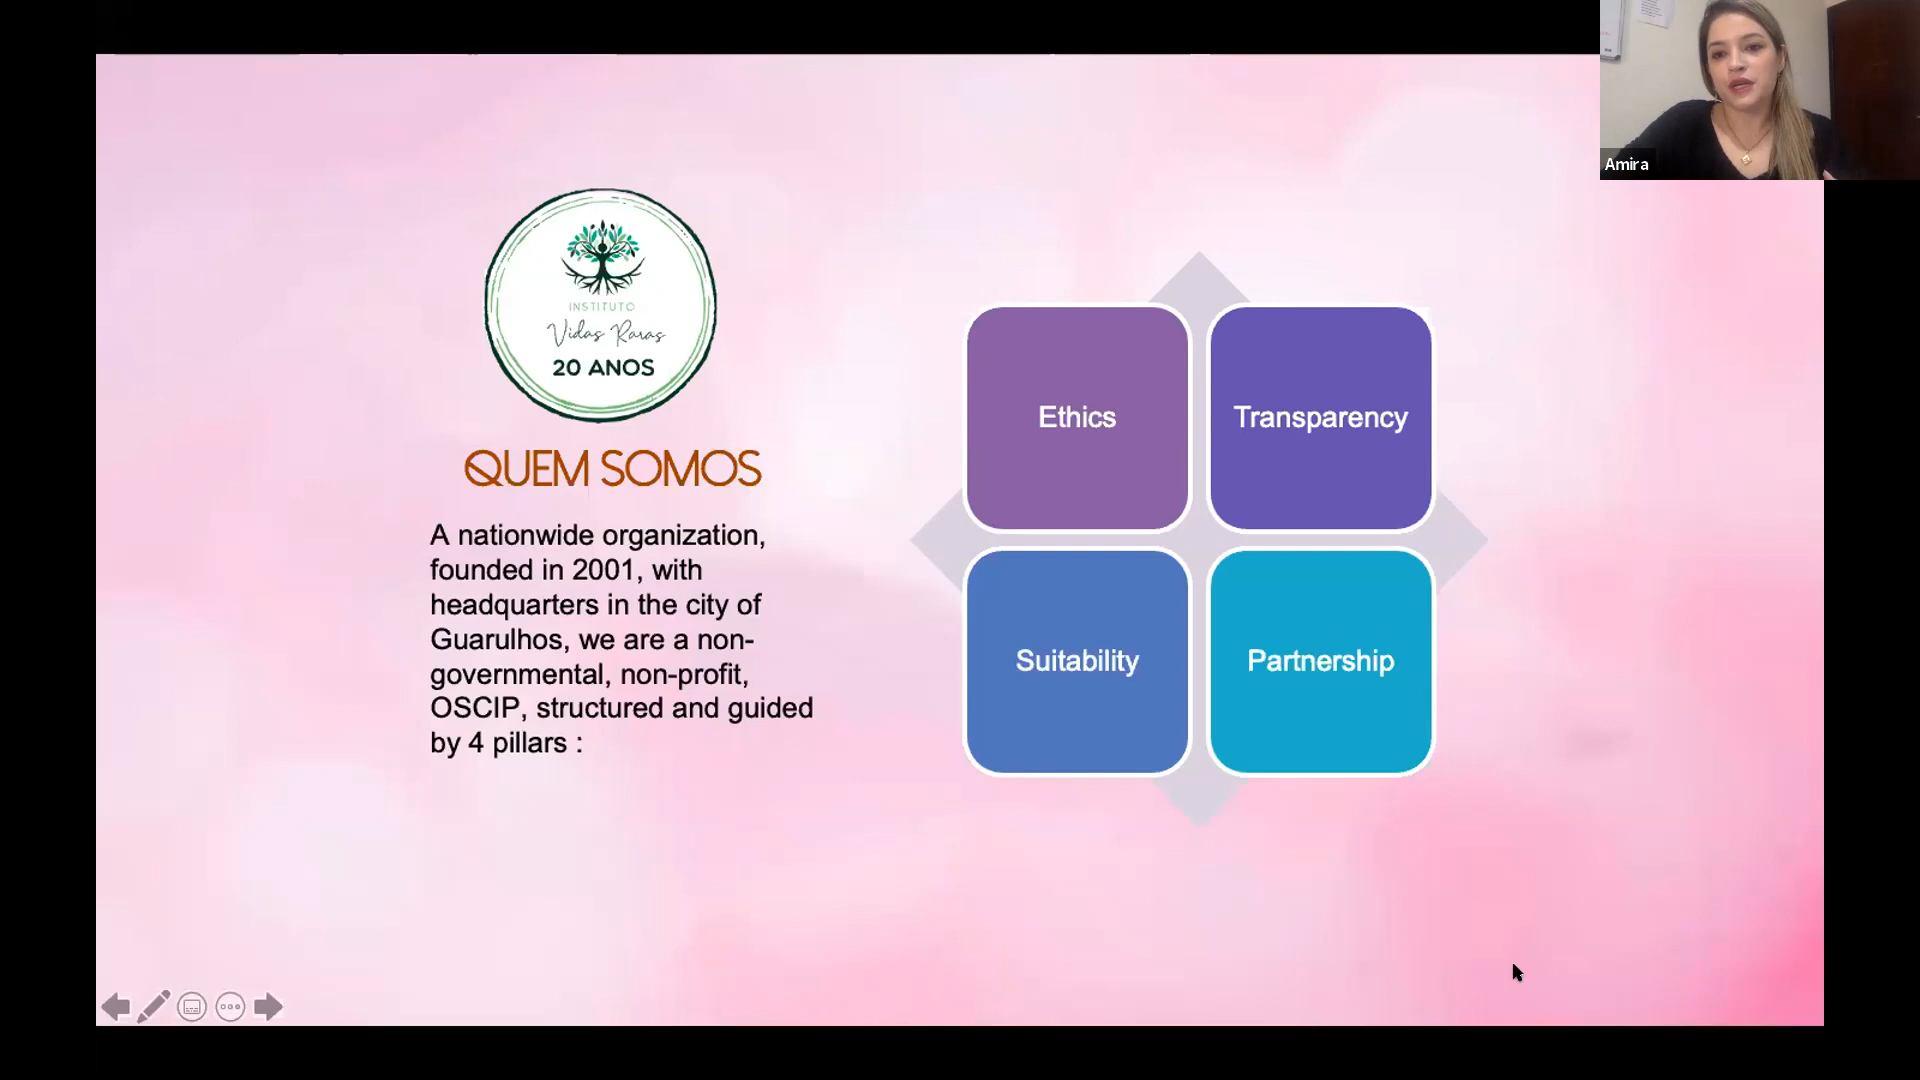 Amira
INSTITUTO
Vidas Raras
20 ANOS
QUEM SOMOS
A nationwide organization,
founded in 2001, with
headquarters in the city of
Guarulhos, we are a non-
governmental, non-profit,
OSCIP, structured and guided
by 4 pillars :
Ethics
Transparency
Suitability
Partnership